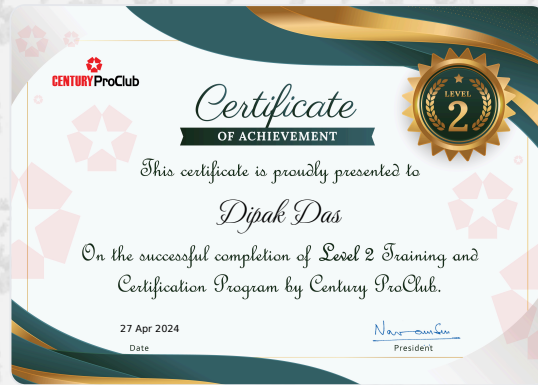 CENTURY ProClub
LEVEL
2
Certificate
OF ACHIEVEMENT
This certificate is proudly presented to
Dipak Das
On the successful completion of Level 2 Training and
Certification Program by Century ProClub.
27 Apr 2024
Date
President